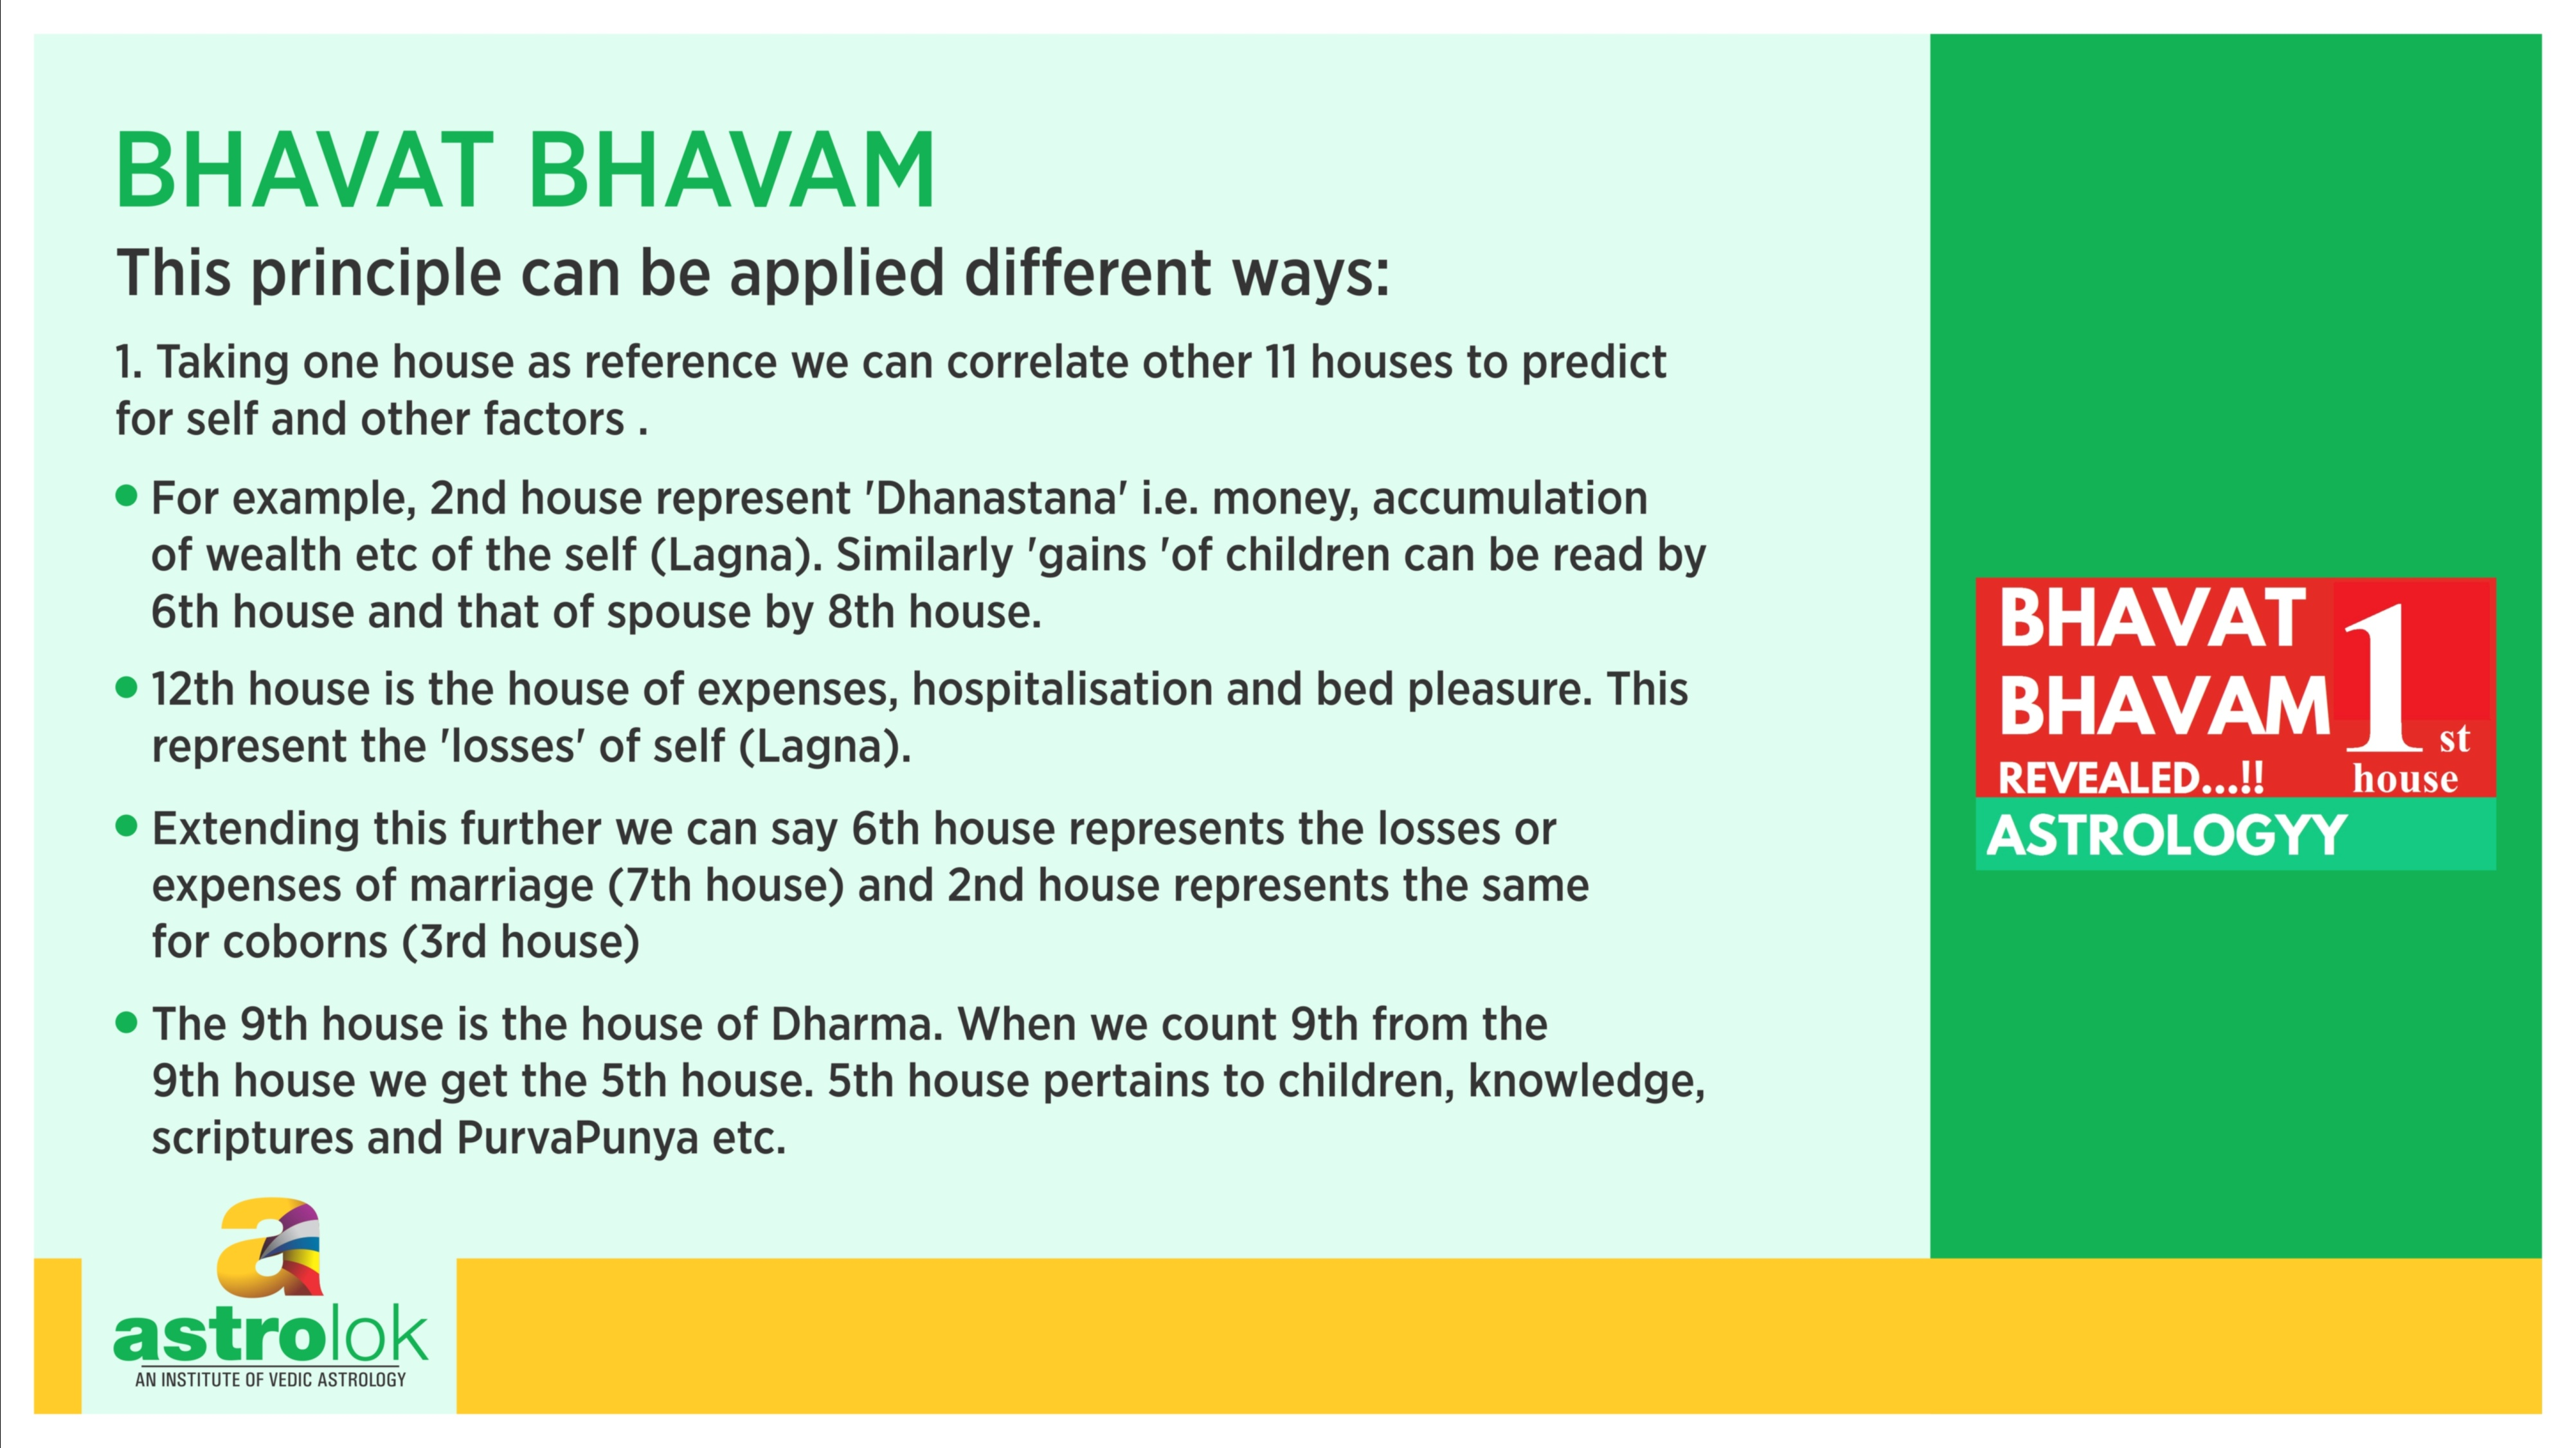 BHAVAT BHAVAM
This principle can be applied different ways:
1. Taking one house as reference we can correlate other 11 houses to predict
for self and other factors .
● For example, 2nd house represent 'Dhanastana' i.e. money, accumulation
of wealth etc of the self (Lagna). Similarly 'gains 'of children can be read by
6th house and that of spouse by 8th house.
● 12th house is the house of expenses, hospitalisation and bed pleasure. This
represent the 'losses' of self (Lagna).
● Extending this further we can say 6th house represents the losses or
expenses of marriage (7th house) and 2nd house represents the same
for coborns (3rd house)
● The 9th house is the house of Dharma. When we count 9th from the
9th house we get the 5th house. 5th house pertains to children, knowledge,
scriptures and PurvaPunya etc.
BHAVAT
BHAVAM
REVEALED...!!
1st
house
ASTROLOGYY
a
astrolok
AN INSTITUTE OF VEDIC ASTROLOGY